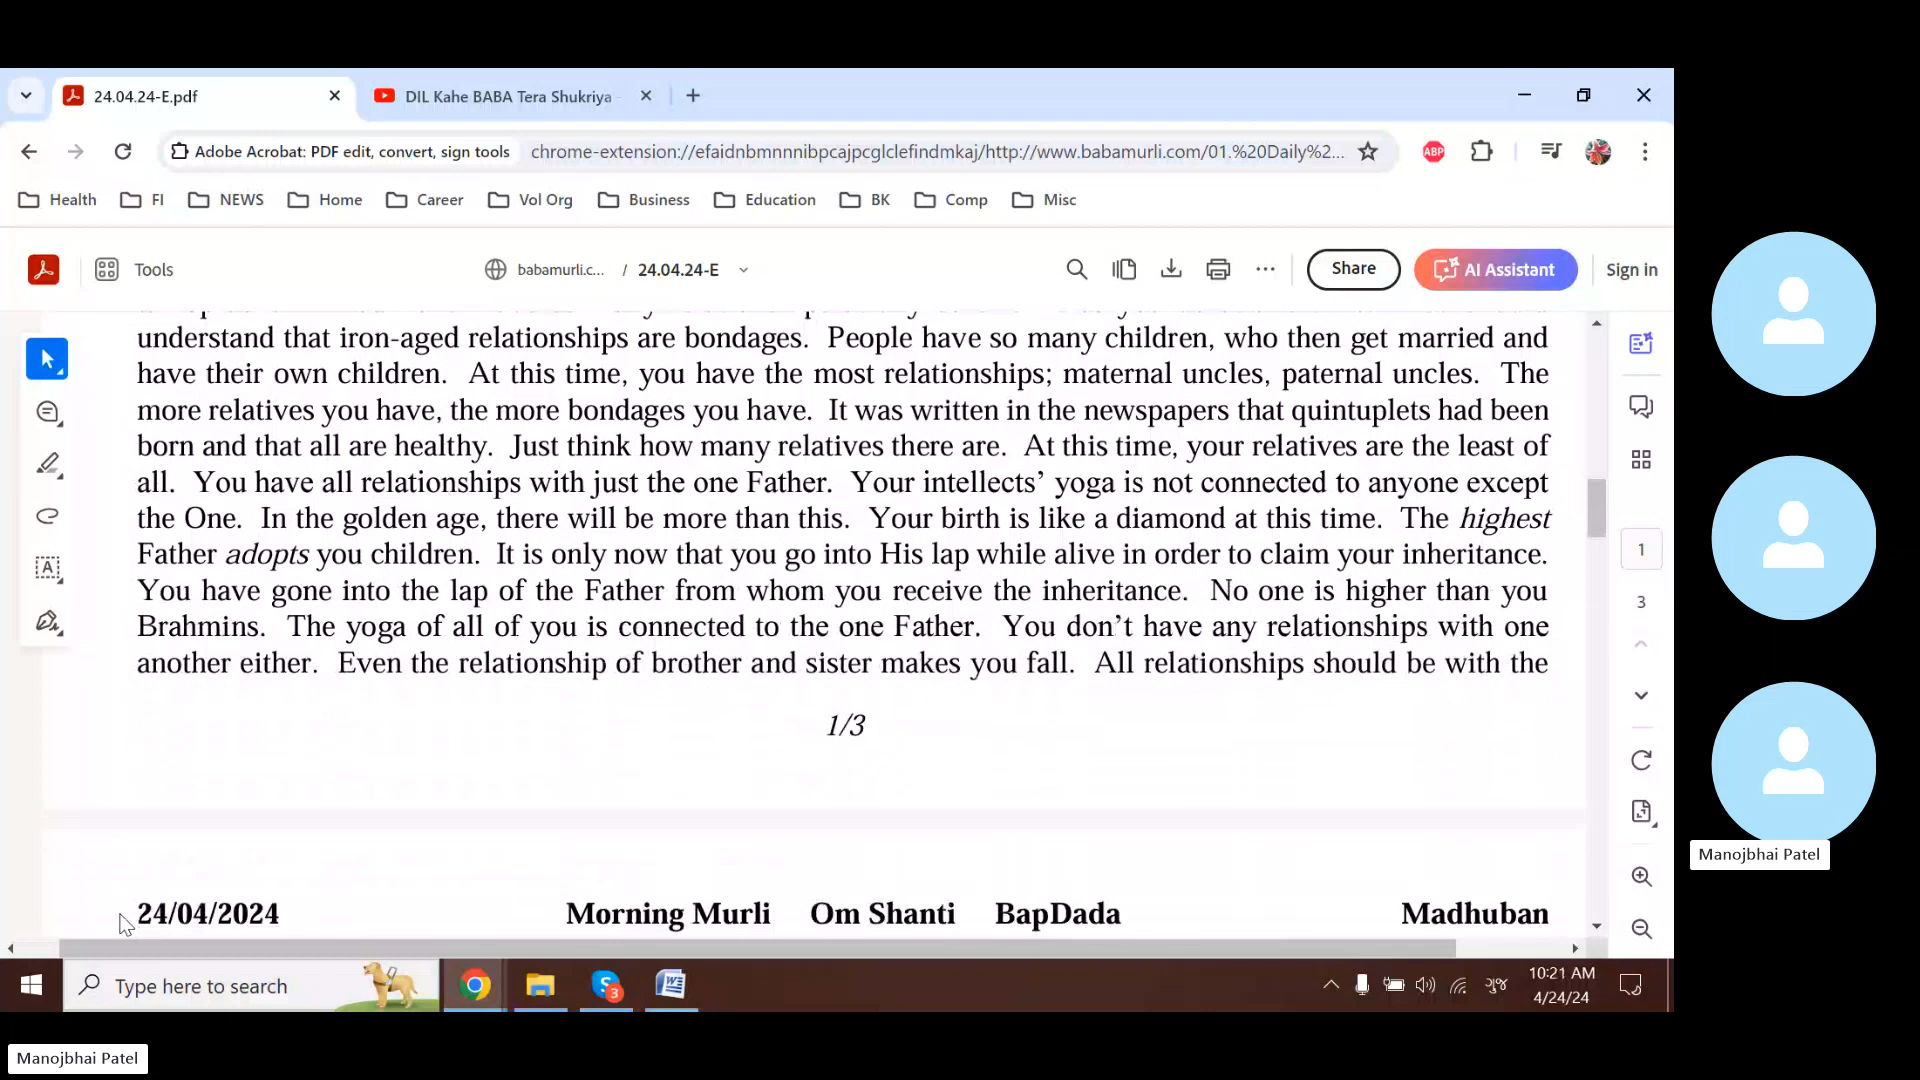 24.04.24-E.pdf
DIL Kahe BABA Tera Shukriya
Adobe Acrobat: PDF edit, convert, sign tools
chrome-extension://efaidnbmnnnibpcajpcglclefindmkaj/http://www.babamurli.com/01.%20Daily%2...
ABP
Health FI NEWS Home Career Vol Org Business Education BK Comp Misc
Tools
babamurli.c... / 24.04.24-E
Share
AI Assistant
Sign in
understand that iron-aged relationships are bondages. People have so many children, who then get married and
have their own children. At this time, you have the most relationships; maternal uncles, paternal uncles. The
more relatives you have, the more bondages you have. It was written in the newspapers that quintuplets had been
born and that all are healthy. Just think how many relatives there are. At this time, your relatives are the least of
all. You have all relationships with just the one Father. Your intellects’ yoga is not connected to anyone except
the One. In the golden age, there will be more than this. Your birth is like a diamond at this time. The highest
Father adopts you children. It is only now that you go into His lap while alive in order to claim your inheritance.
You have gone into the lap of the Father from whom you receive the inheritance. No one is higher than you
Brahmins. The yoga of all of you is connected to the one Father. You don’t have any relationships with one
another either. Even the relationship of brother and sister makes you fall. All relationships should be with the
1/3
24/04/2024 Morning Murli Om Shanti BapDada Madhuban
1
3
Type here to search
3
ગુજ
10:21 AM
4/24/24
Manojbhai Patel
Manojbhai Patel